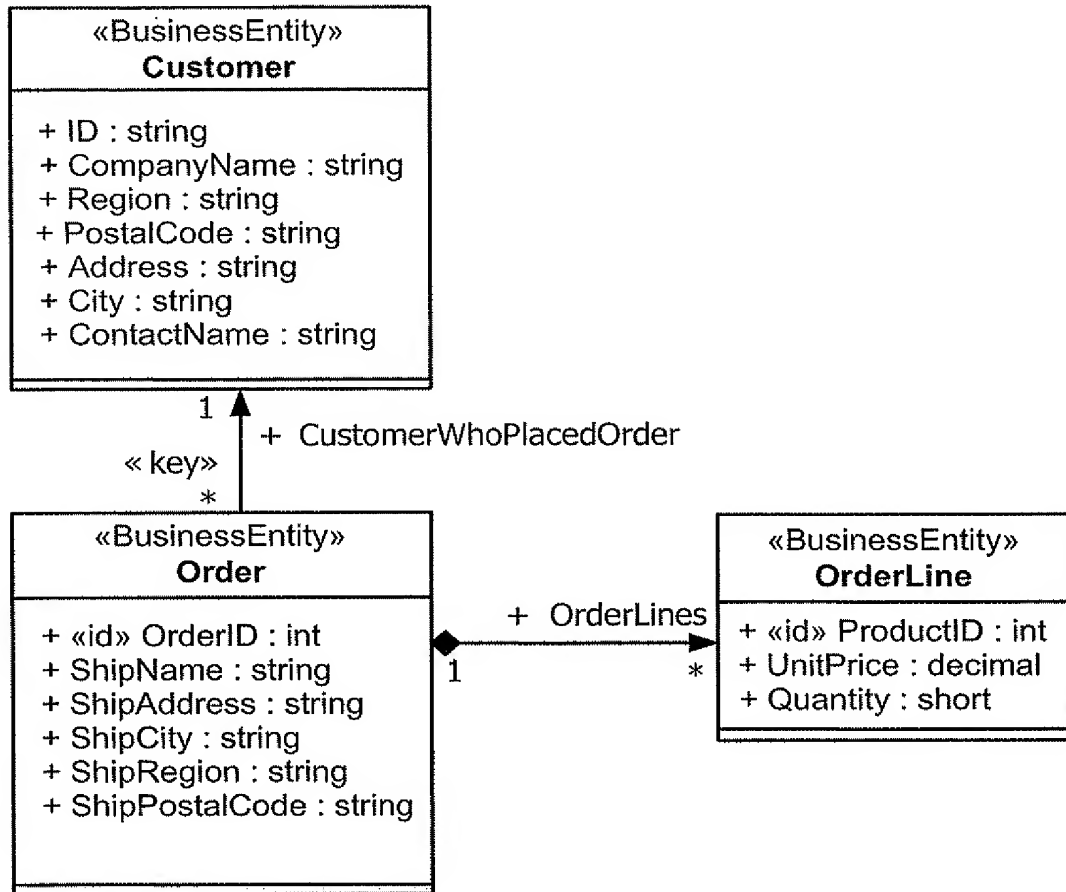 «BusinessEntity»
Customer
+ ID : string
+ CompanyName : string
+ Region : string
+ PostalCode : string
+ Address : string
+ City : string
+ ContactName : string
1
+ CustomerWhoPlacedOrder
«key»
*
«BusinessEntity»
Order
+ «id» OrderID : int
+ ShipName : string
+ ShipAddress : string
+ ShipCity : string
+ ShipRegion : string
+ ShipPostalCode : string
+ OrderLines
1
*
«BusinessEntity»
OrderLine
+ «id» ProductID : int
+ UnitPrice : decimal
+ Quantity : short